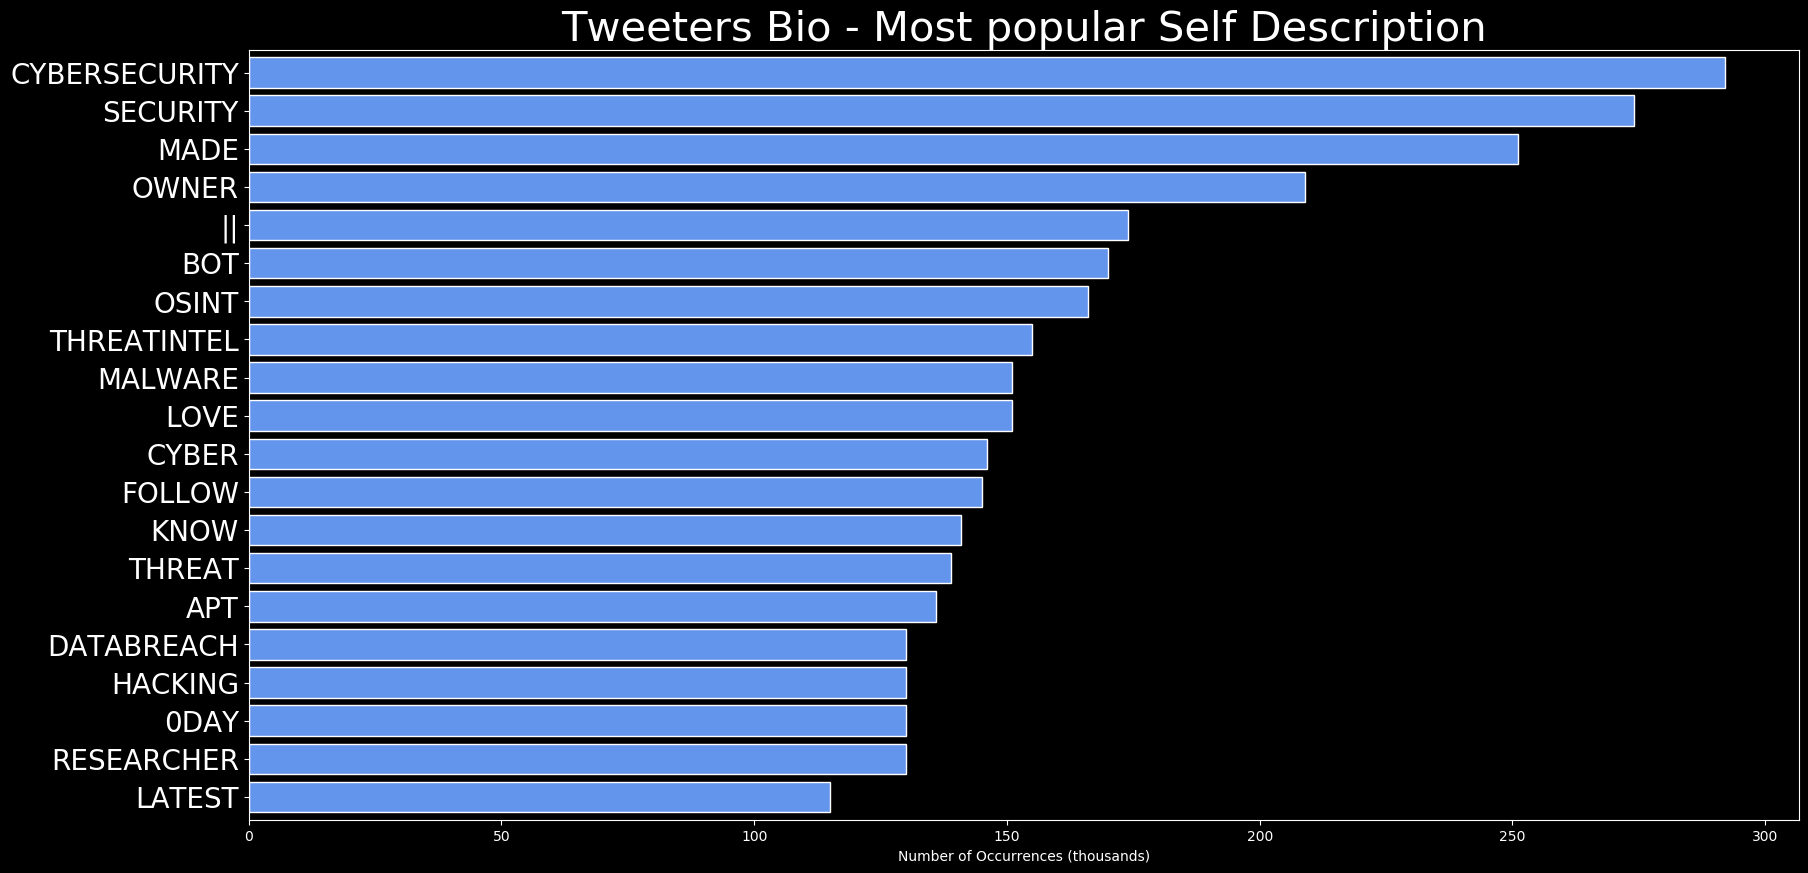 Tweeters Bio - Most popular Self Description
CYBERSECURITY
SECURITY
MADE
OWNER
||
BOT
OSINT
THREATINTEL
MALWARE
LOVE
CYBER
FOLLOW
KNOW
THREAT
APT
DATABREACH
HACKING
0DAY
RESEARCHER
LATEST
0 50 100 150 200 250 300
Number of Occurrences (thousands)